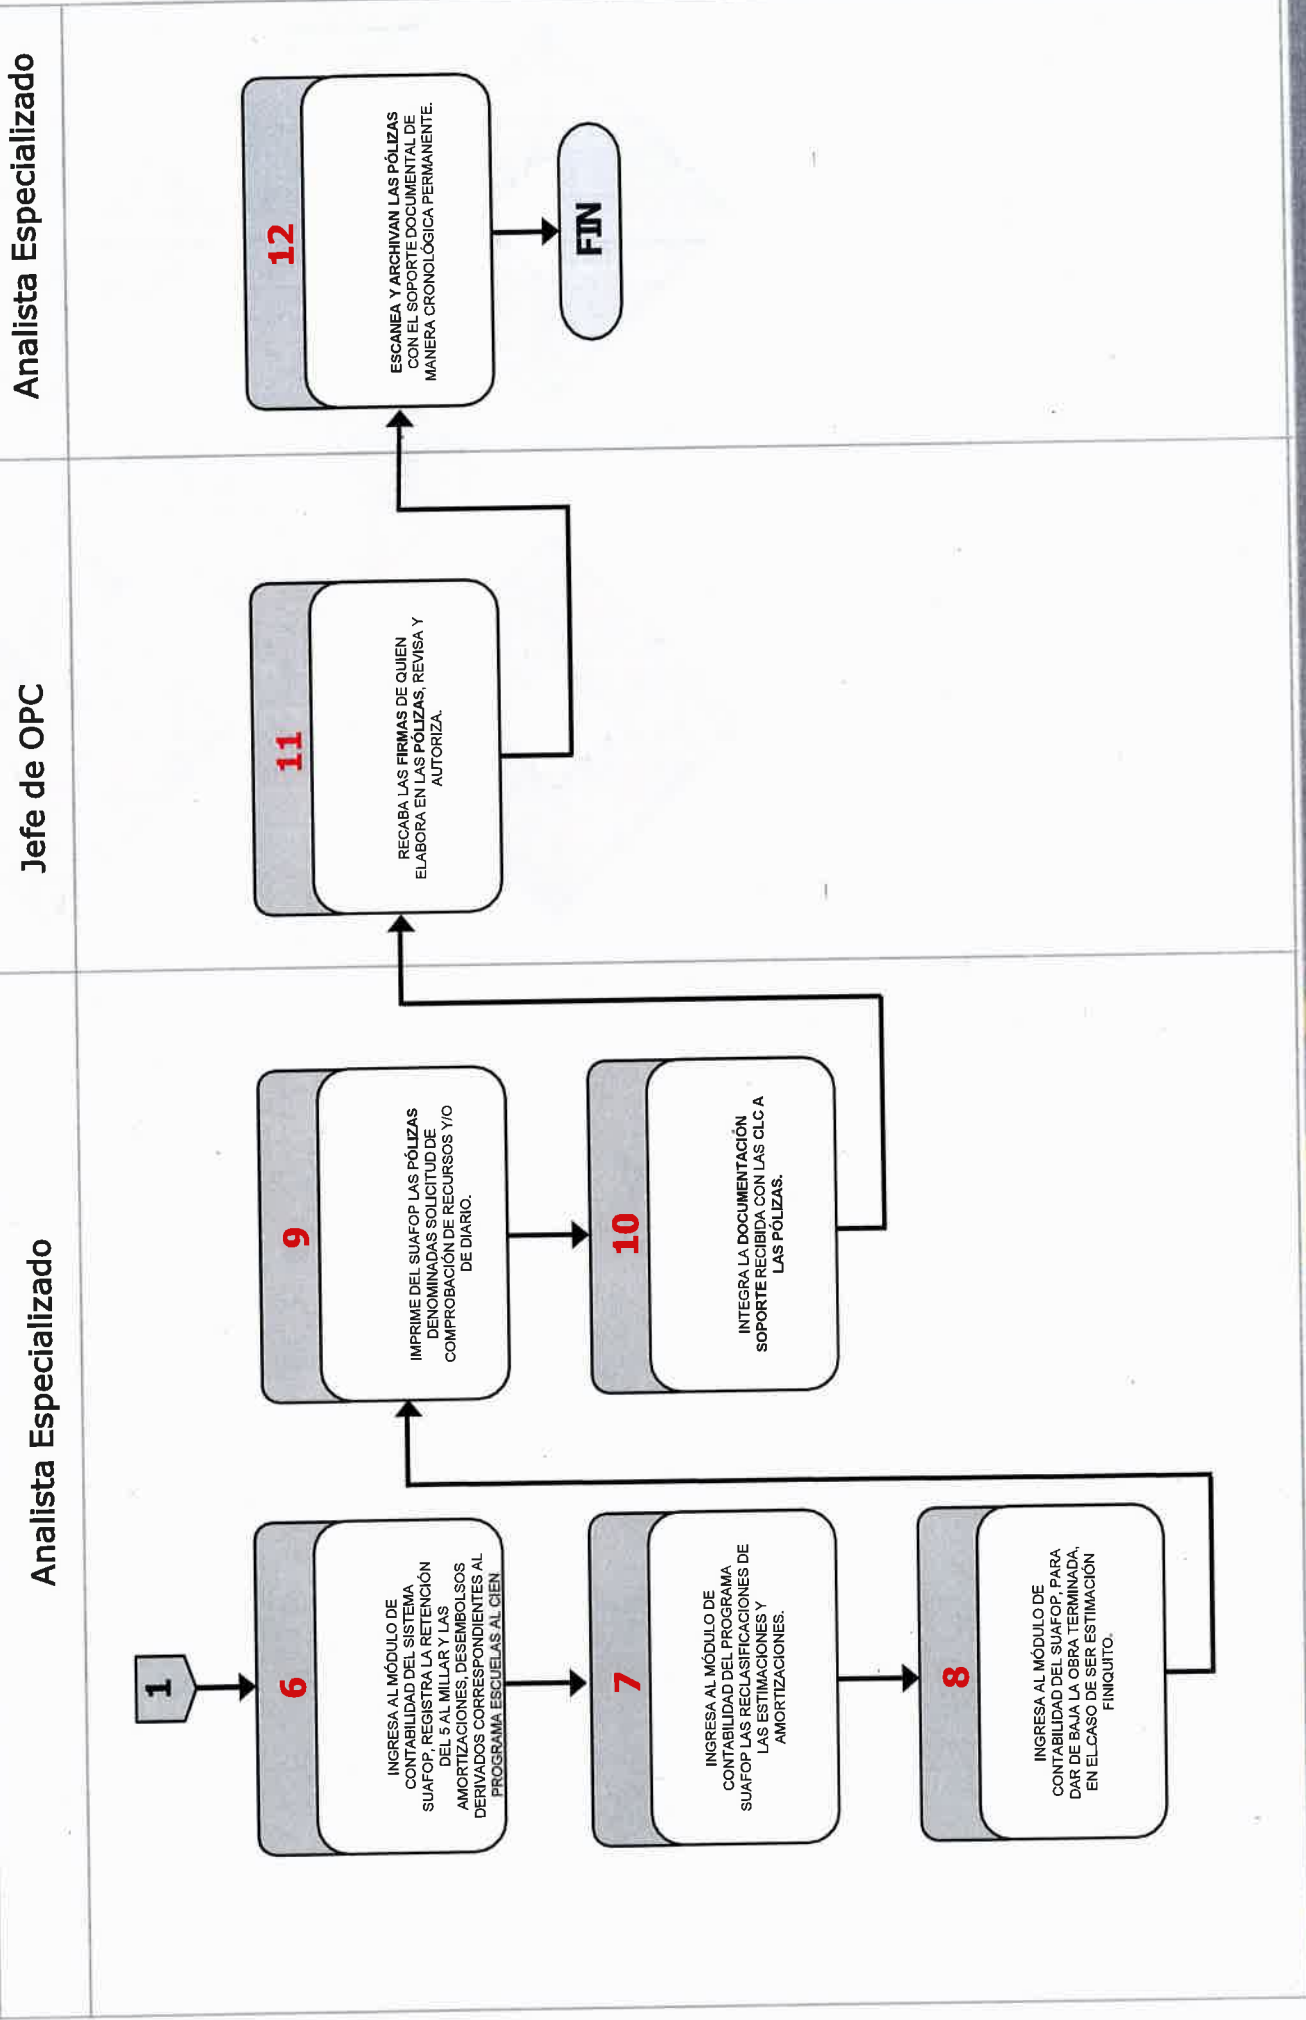 Analista Especializado
Jefe de OPC
Analista Especializado
1
6
INGRESA AL MÓDULO DE
CONTABILIDAD DEL SISTEMA
SUAFOP, REGISTRA LA RETENCIÓN
DEL 5 AL MILLAR Y LAS
AMORTIZACIONES, DESEMBOLSOS
DERIVADOS CORRESPONDIENTES AL
PROGRAMA ESCUELAS AL CIEN
7
INGRESA AL MÓDULO DE
CONTABILIDAD DEL PROGRAMA
SUAFOP LAS RECLASIFICACIONES DE
LAS ESTIMACIONES Y
AMORTIZACIONES.
8
INGRESA AL MÓDULO DE
CONTABILIDAD DEL SUAFOP, PARA
DAR DE BAJA LA OBRA TERMINADA,
EN EL CASO DE SER ESTIMACIÓN
FINIQUITO.
9
IMPRIME DEL SUAFOP LAS PÓLIZAS
DENOMINADAS SOLICITUD DE
COMPROBACIÓN DE RECURSOS Y/O
DE DIARIO.
10
INTEGRA LA DOCUMENTACIÓN
SOPORTE RECIBIDA CON LAS CLC A
LAS PÓLIZAS.
11
RECABA LAS FIRMAS DE QUIEN
ELABORA EN LAS PÓLIZAS, REVISA Y
AUTORIZA.
12
ESCANEA Y ARCHIVAN LAS PÓLIZAS
CON EL SOPORTE DOCUMENTAL DE
MANERA CRONOLÓGICA PERMANENTE.
FIN